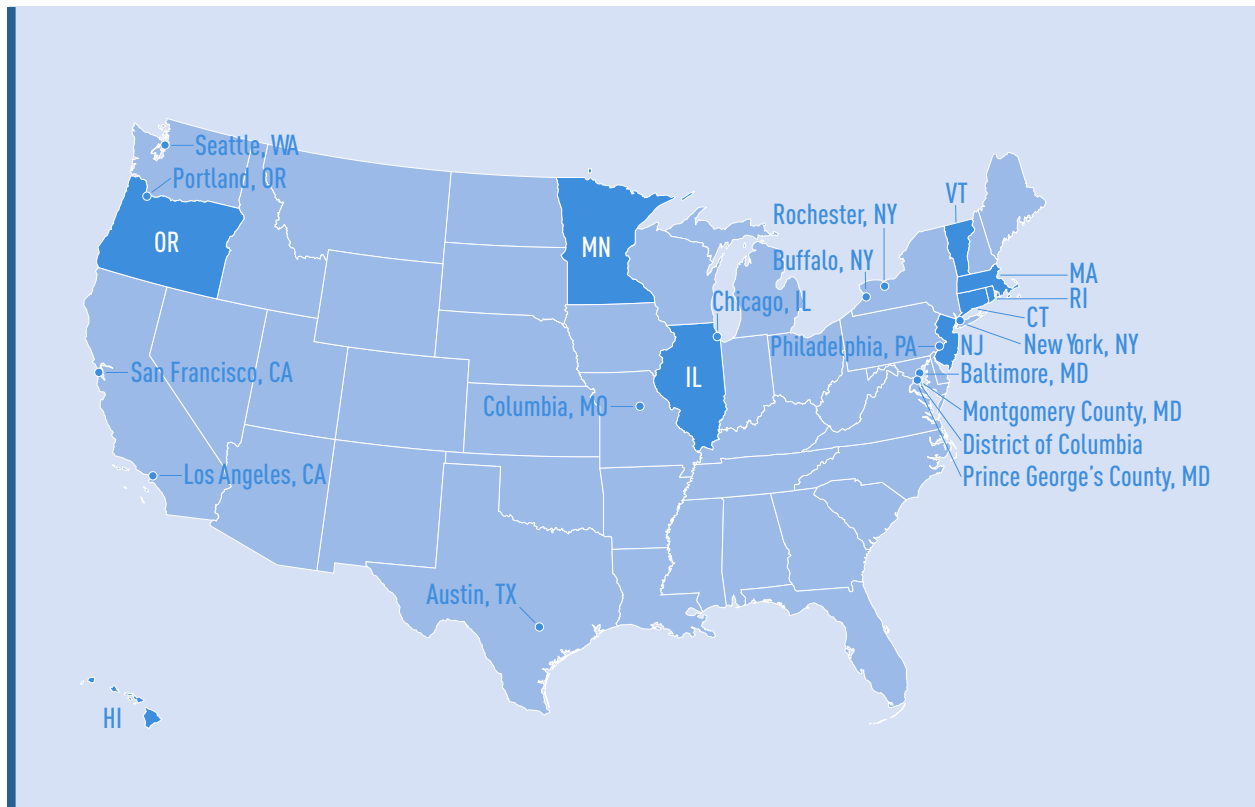 Seattle, WA
Portland, OR
OR
MN
VT
Rochester, NY
Buffalo, NY
Chicago, IL
MA
RI
CT
New York, NY
Philadelphia, PA
NJ
San Francisco, CA
IL
Baltimore, MD
Columbia, MO
Montgomery County, MD
District of Columbia
Los Angeles, CA
Prince George’s County, MD
Austin, TX
HI